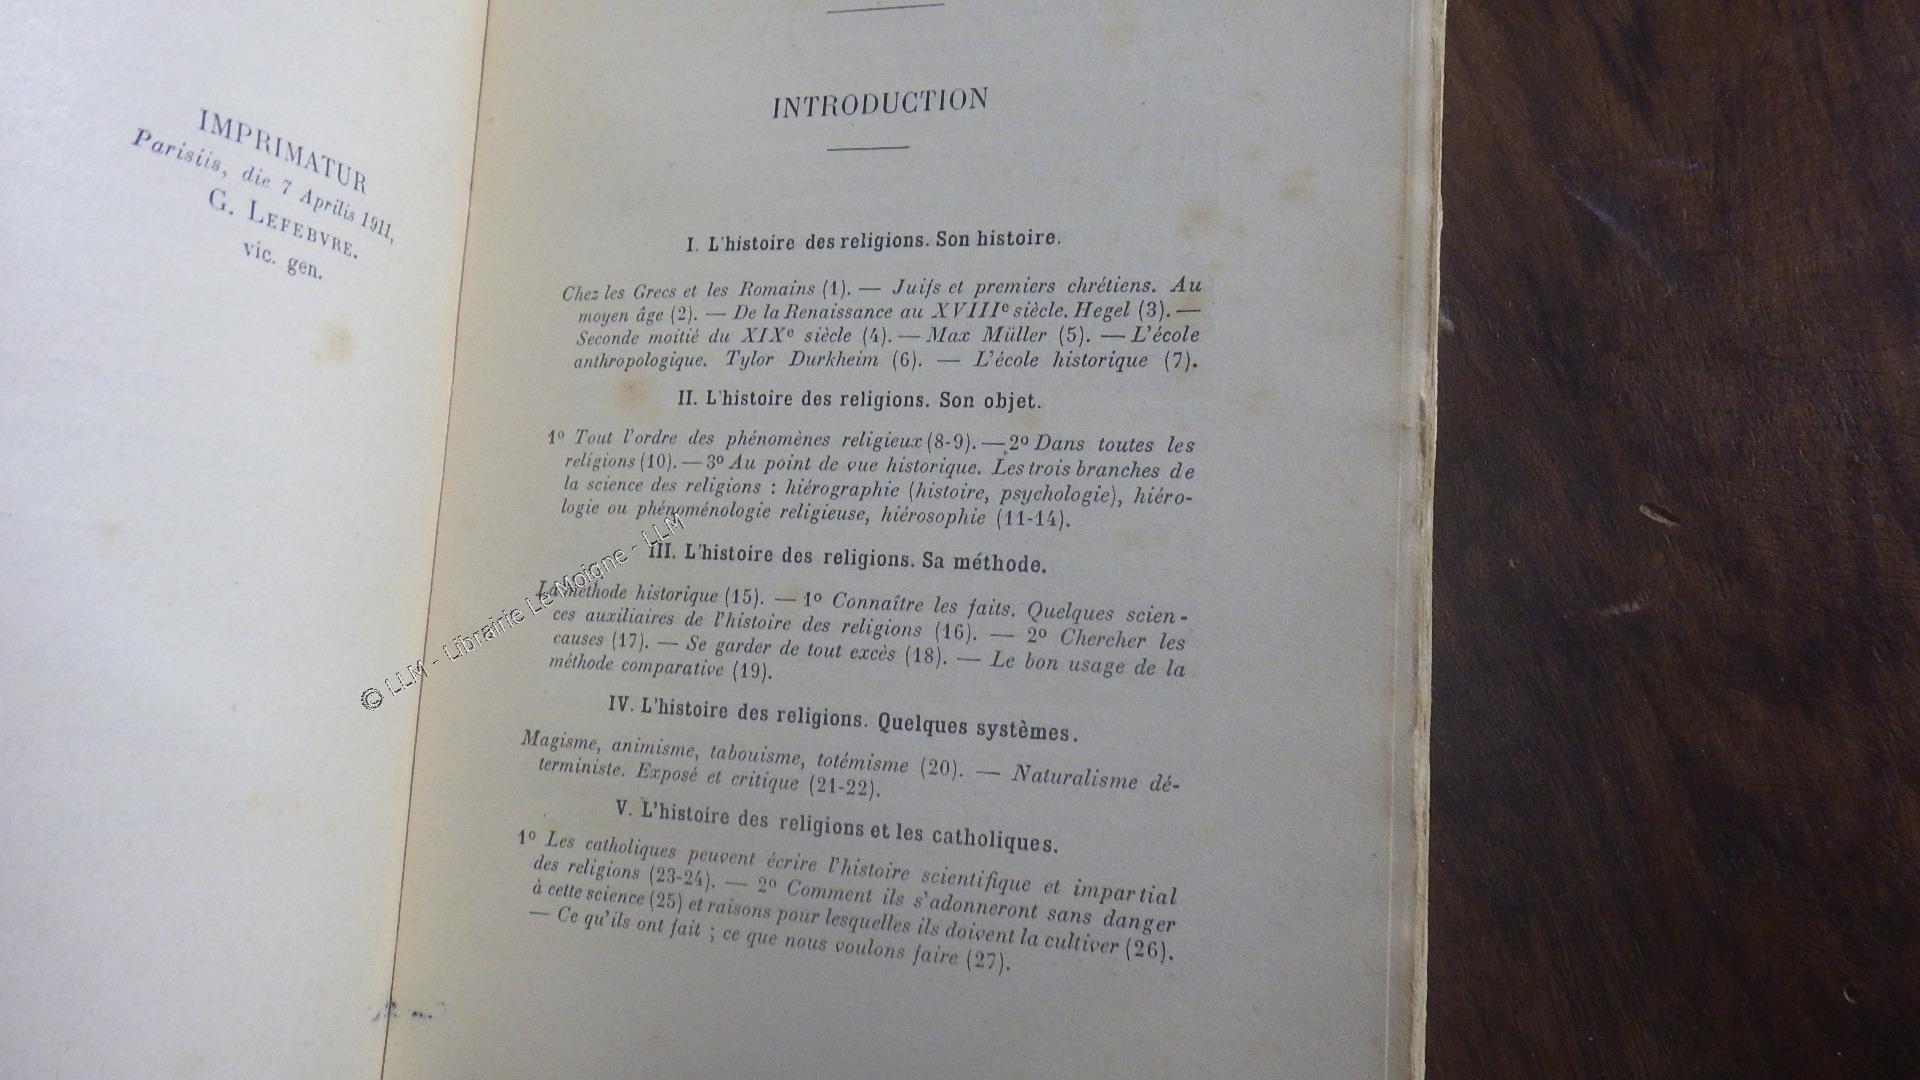 IMPRIMATUR
Parisiis, die 7 Aprilis 1911,
G. LEFEBVRE.
vic. gen.
INTRODUCTION
I. L'histoire des religions. Son histoire.
Chez les Grecs et les Romains (1). — Juifs et premiers chrétiens. Au
moyen âge (2). — De la Renaissance au XVIIIe siècle. Hegel (3). —
Seconde moitié du XIXe siècle (4). — Max Müller (5). — L'école
anthropologique. Tylor Durkheim (6). — L'école historique (7).
II. L'histoire des religions. Son objet.
1º Tout l'ordre des phénomènes religieux (8-9). — 2º Dans toutes les
religions (10). — 3º Au point de vue historique. Les trois branches de
la science des religions : hiérographie (histoire, psychologie), hiéro-
logie ou phénoménologie religieuse, hiérosophie (11-14).
III. L'histoire des religions. Sa méthode.
La méthode historique (15). — 1º Connaître les faits. Quelques scien-
ces auxiliaires de l'histoire des religions (16). — 2º Chercher les
causes (17). — Se garder de tout excès (18). — Le bon usage de la
méthode comparative (19).
IV. L'histoire des religions. Quelques systèmes.
Magisme, animisme, tabouisme, totémisme (20). — Naturalisme dé-
terministe. Exposé et critique (21-22).
V. L'histoire des religions et les catholiques.
1º Les catholiques peuvent écrire l'histoire scientifique et impartial
des religions (23-24). — 2º Comment ils s'adonneront sans danger
à cette science (25) et raisons pour lesquelles ils doivent la cultiver (26).
— Ce qu'ils ont fait ; ce que nous voulons faire (27).
© LLM - Librairie Le Moigne - LLM